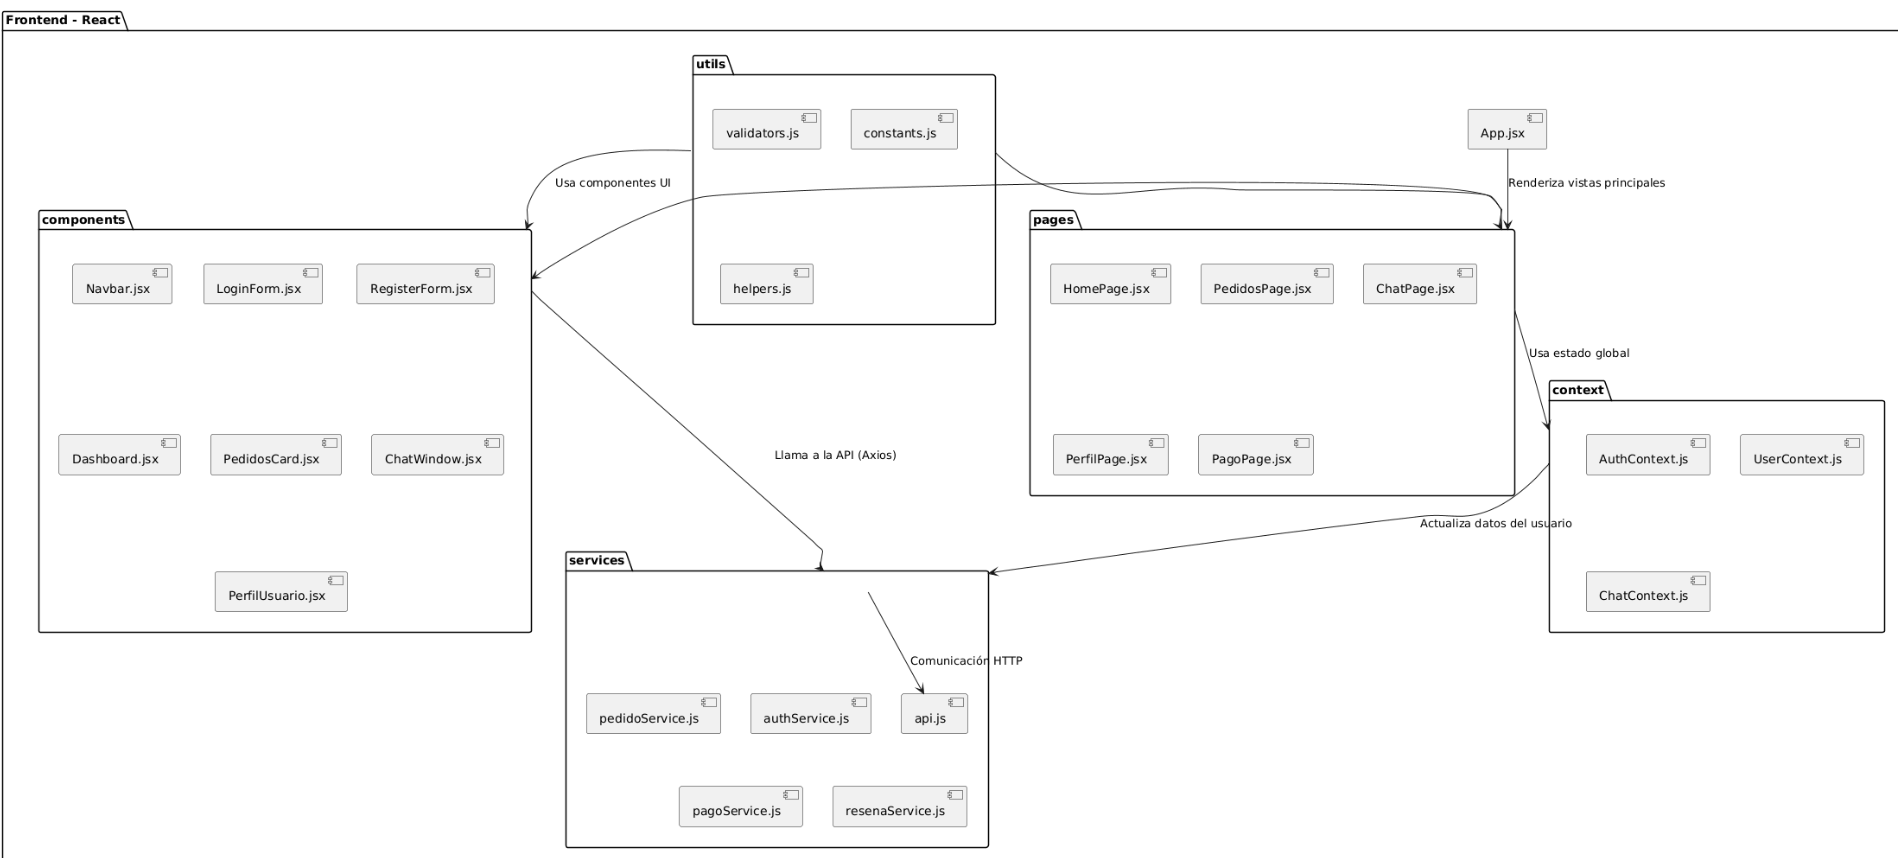 Frontend - React
utils
validators.js
constants.js
App.jsx
Usa componentes UI
Renderiza vistas principales
components
pages
Navbar.jsx
LoginForm.jsx
RegisterForm.jsx
helpers.js
HomePage.jsx
PedidosPage.jsx
ChatPage.jsx
Usa estado global
context
Dashboard.jsx
PedidosCard.jsx
ChatWindow.jsx
Llama a la API (Axios)
PerfilPage.jsx
PagoPage.jsx
AuthContext.js
UserContext.js
Actualiza datos del usuario
services
PerfilUsuario.jsx
ChatContext.js
Comunicación HTTP
pedidoService.js
authService.js
api.js
pagoService.js
resenaService.js